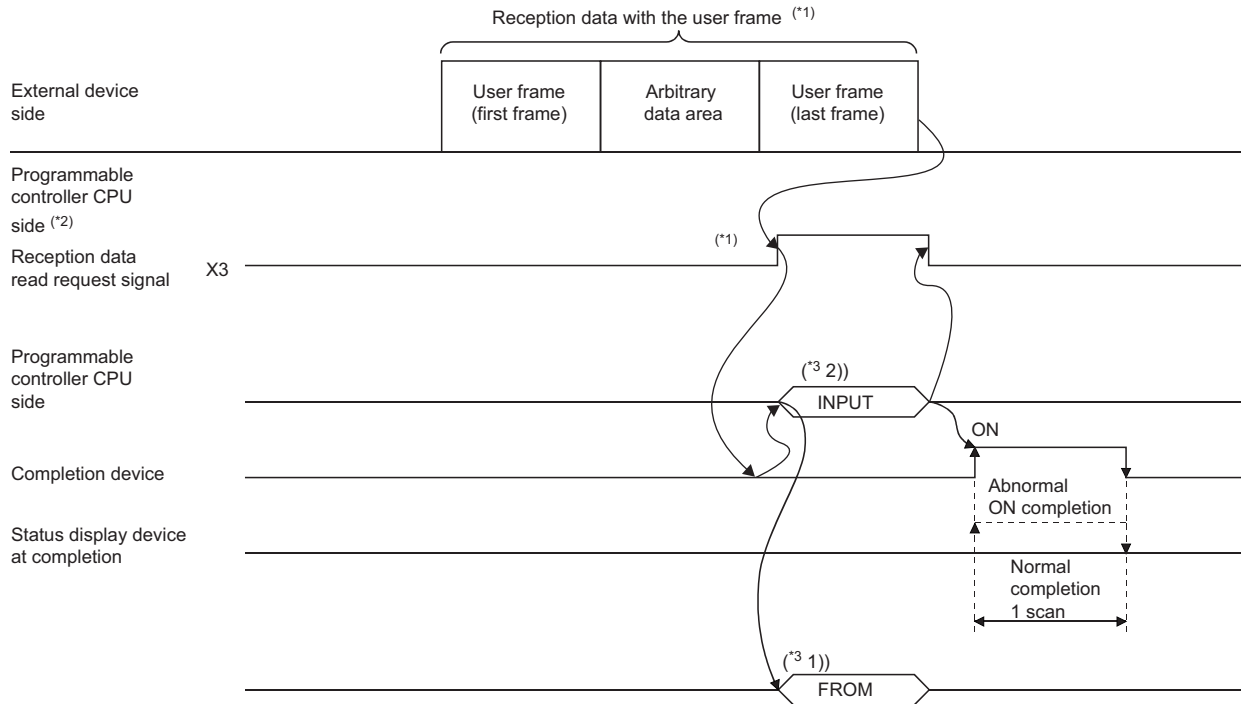 Reception data with the user frame (*1)
External device
side
User frame
(first frame)
Arbitrary
data area
User frame
(last frame)
Programmable
controller CPU
side (*2)
Reception data
read request signal
X3
(*1)
Programmable
controller CPU
side
(*3 2))
INPUT
ON
Completion device
Abnormal
ON completion
Status display device
at completion
Normal
completion
1 scan
(*3 1))
FROM